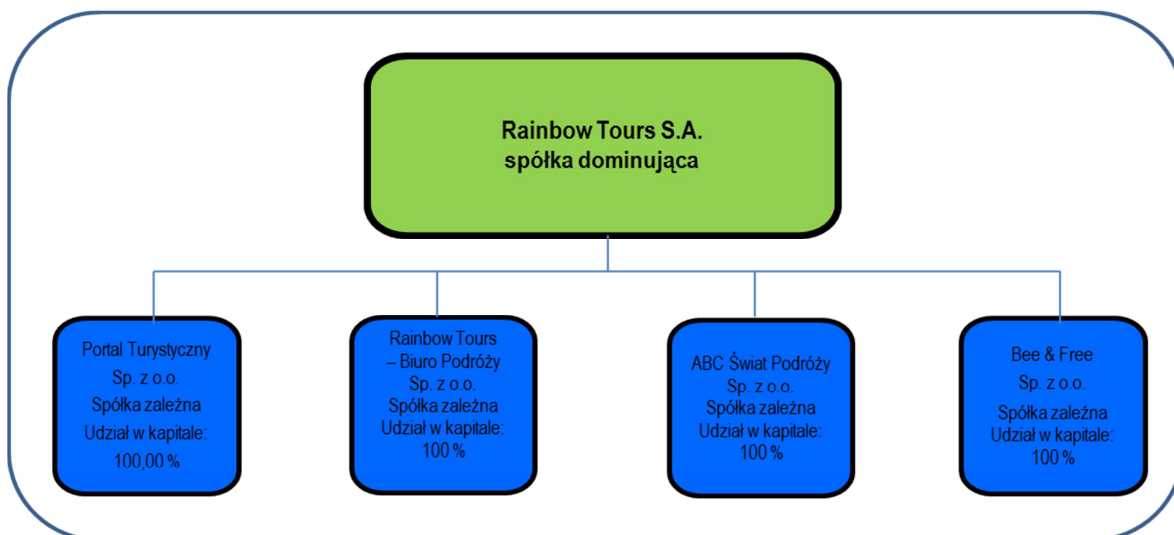 Rainbow Tours S.A.
spółka dominująca
Portal Turystyczny
Sp. z o.o.
Spółka zależna
Udział w kapitale:
100,00 %
Rainbow Tours
– Biuro Podróży
Sp. z o.o.
Spółka zależna
Udział w kapitale:
100 %
ABC Świat Podróży
Sp. z o.o.
Spółka zależna
Udział w kapitale:
100 %
Bee & Free
Sp. z o.o.
Spółka zależna
Udział w kapitale:
100 %